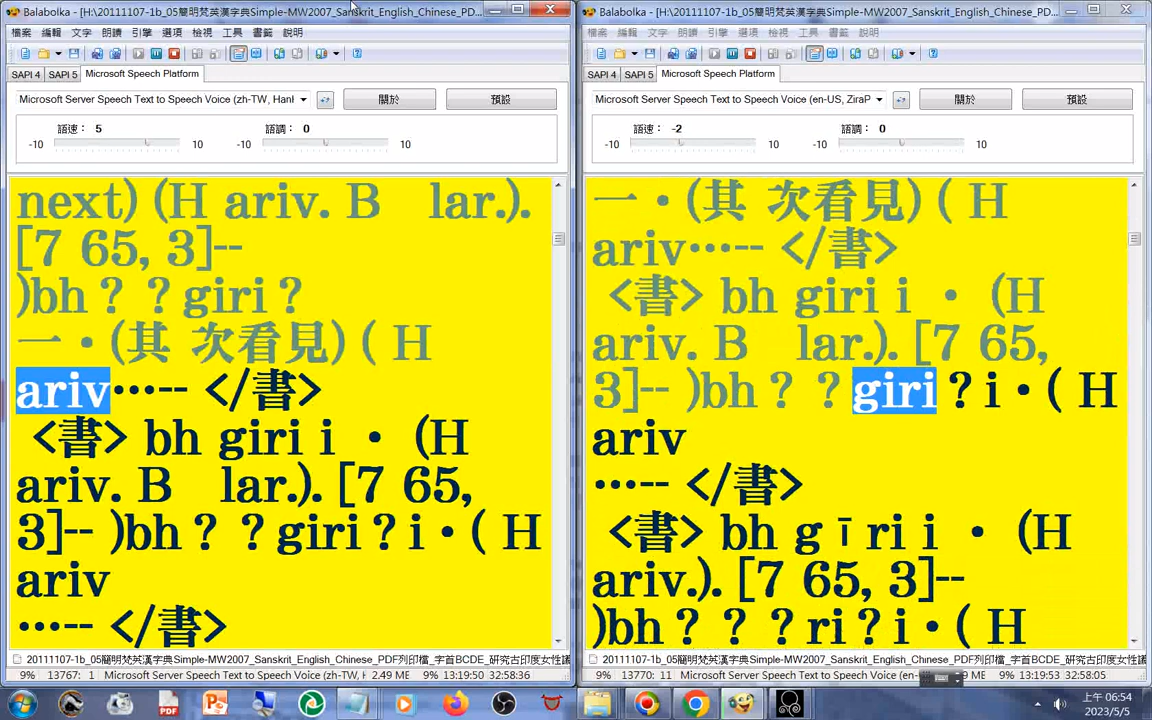 Balabolka - [H:\20111107-1b_05簡明梵英漢字典Simple-MW2007_Sanskrit_English_Chinese_PD...
檔案 編輯 文字 朗讀 引擎 選項 檢視 工具 書籤 說明
SAPI 4 SAPI 5 Microsoft Speech Platform
Microsoft Server Speech Text to Speech Voice (zh-TW, Hanl 關於 預設
語速： 5 語調： 0
-10 10 -10 10
next) (H ariv. B lar.).
[7 65, 3]--
)bh？？giri？
一・(其 次看見) ( H
ariv…-- </書>
<書> bh giri i ・ (H
ariv. B lar.). [7 65,
3]-- )bh？？giri？i・( H
ariv
…-- </書>
20111107-1b_05簡明梵英漢字典Simple-MW2007_Sanskrit_English_Chinese_PDF列印檔_字首BCDE_研究古印度女性議
9% 13767: 1 Microsoft Server Speech Text to Speech Voice (zh-TW, I 2.49 ME 9% 13:19:50 32:58:36
Balabolka - [H:\20111107-1b_05簡明梵英漢字典Simple-MW2007_Sanskrit_English_Chinese_PD...
檔案 編輯 文字 朗讀 引擎 選項 檢視 工具 書籤 說明
SAPI 4 SAPI 5 Microsoft Speech Platform
Microsoft Server Speech Text to Speech Voice (en-US, ZiraP 關於 預設
語速： -2 語調： 0
-10 10 -10 10
一・(其 次看見) ( H
ariv…-- </書>
<書> bh giri i ・ (H
ariv. B lar.). [7 65,
3]-- )bh？？giri？i・( H
ariv
…-- </書>
<書> bh g ī ri i ・ (H
ariv.). [7 65, 3]--
)bh？？？ri？i・( H
20111107-1b_05簡明梵英漢字典Simple-MW2007_Sanskrit_English_Chinese_PDF列印檔_字首BCDE_研究古印度女性議
9% 13770: 11 Microsoft Server Speech Text to Speech Voice (en-US, 9 ME 9% 13:19:53 32:58:05
PDF
上午 06:54
2023/5/5